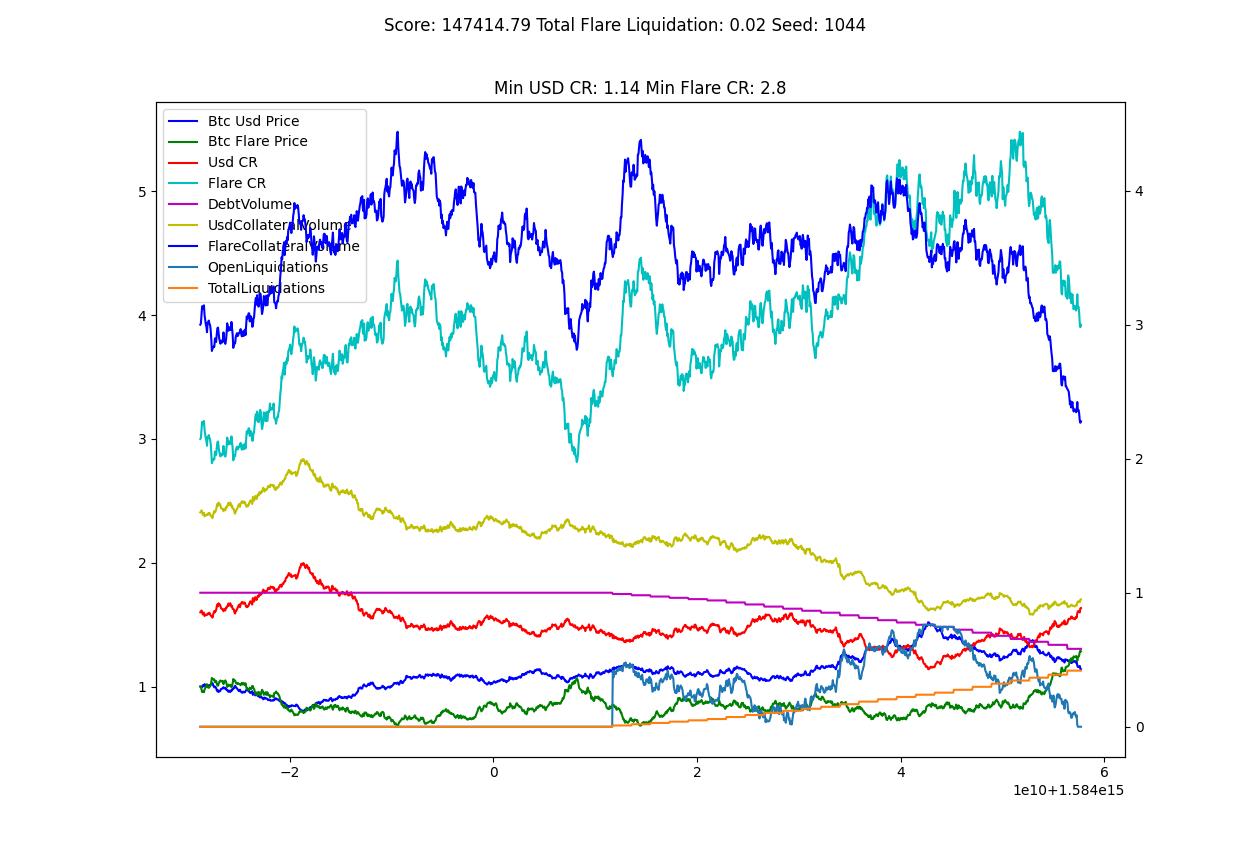 Score: 147414.79 Total Flare Liquidation: 0.02 Seed: 1044
Min USD CR: 1.14 Min Flare CR: 2.8
Btc Usd Price
Btc Flare Price
Usd CR
Flare CR
DebtVolume
UsdCollateralVolume
FlareCollateralVolume
OpenLiquidations
TotalLiquidations
5
4
3
2
1
4
3
2
1
0
−2
0
2
4
6
1e10+1.584e15